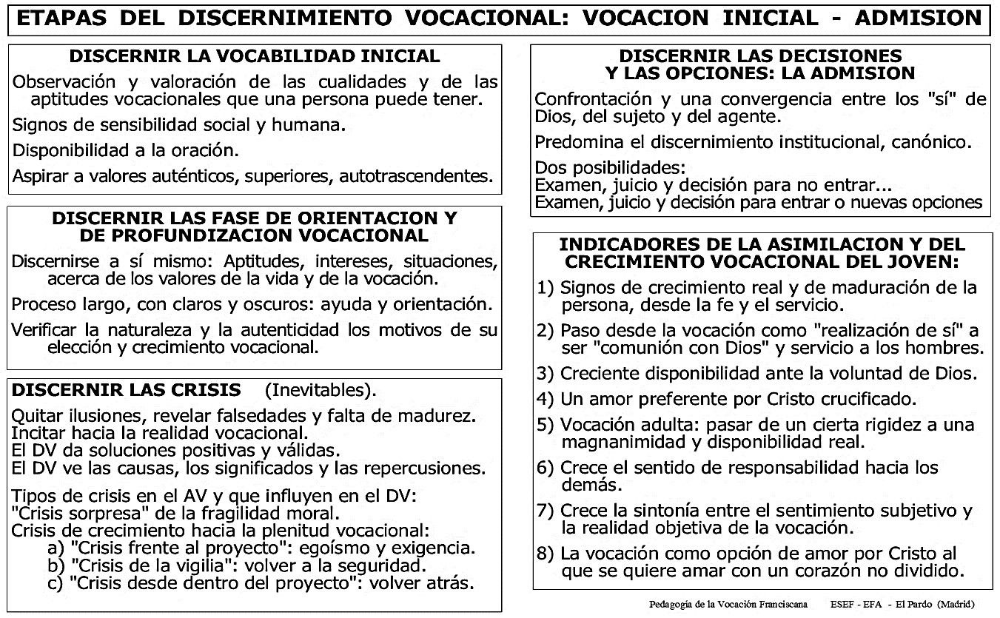 ETAPAS DEL DISCERNIMIENTO VOCACIONAL: VOCACION INICIAL - ADMISION
DISCERNIR LA VOCABILIDAD INICIAL
Observación y valoración de las cualidades y de las
aptitudes vocacionales que una persona puede tener.
Signos de sensibilidad social y humana.
Disponibilidad a la oración.
Aspirar a valores auténticos, superiores, autotrascendentes.
DISCERNIR LAS FASE DE ORIENTACION Y
DE PROFUNDIZACION VOCACIONAL
Discernirse a sí mismo: Aptitudes, intereses, situaciones,
acerca de los valores de la vida y de la vocación.
Proceso largo, con claros y oscuros: ayuda y orientación.
Verificar la naturaleza y la autenticidad los motivos de su
elección y crecimiento vocacional.
DISCERNIR LAS CRISIS (Inevitables).
Quitar ilusiones, revelar falsedades y falta de madurez.
Incitar hacia la realidad vocacional.
El DV da soluciones positivas y válidas.
El DV ve las causas, los significados y las repercusiones.
Tipos de crisis en el AV y que influyen en el DV:
"Crisis sorpresa" de la fragilidad moral.
Crisis de crecimiento hacia la plenitud vocacional:
a) "Crisis frente al proyecto": egoísmo y exigencia.
b) "Crisis de la vigilia": volver a la seguridad.
c) "Crisis desde dentro del proyecto": volver atrás.
DISCERNIR LAS DECISIONES
Y LAS OPCIONES: LA ADMISION
Confrontación y una convergencia entre los "sí" de
Dios, del sujeto y del agente.
Predomina el discernimiento institucional, canónico.
Dos posibilidades:
Examen, juicio y decisión para no entrar...
Examen, juicio y decisión para entrar o nuevas opciones
INDICADORES DE LA ASIMILACION Y DEL
CRECIMIENTO VOCACIONAL DEL JOVEN:
1) Signos de crecimiento real y de maduración de la
persona, desde la fe y el servicio.
2) Paso desde la vocación como "realización de sí" a
ser "comunión con Dios" y servicio a los hombres.
3) Creciente disponibilidad ante la voluntad de Dios.
4) Un amor preferente por Cristo crucificado.
5) Vocación adulta: pasar de un cierta rigidez a una
magnanimidad y disponibilidad real.
6) Crece el sentido de responsabilidad hacia los
demás.
7) Crece la sintonía entre el sentimiento subjetivo y
la realidad objetiva de la vocación.
8) La vocación como opción de amor por Cristo al
que se quiere amar con un corazón no dividido.
Pedagogía de la Vocación Franciscana ESEF - EFA - El Pardo (Madrid)